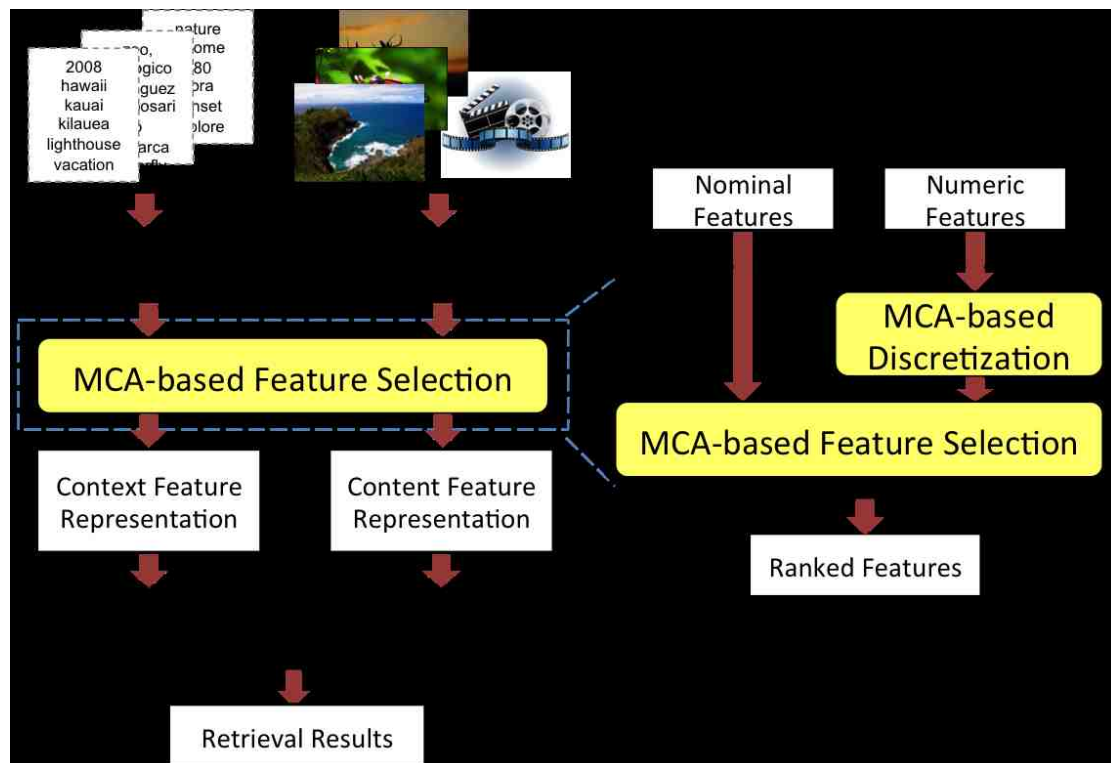 2008
hawaii
kauai
kilauea
lighthouse
vacation
Nominal
Features
Numeric
Features
MCA-based
Discretization
MCA-based Feature Selection
MCA-based Feature Selection
Context Feature
Representation
Content Feature
Representation
Ranked Features
Retrieval Results